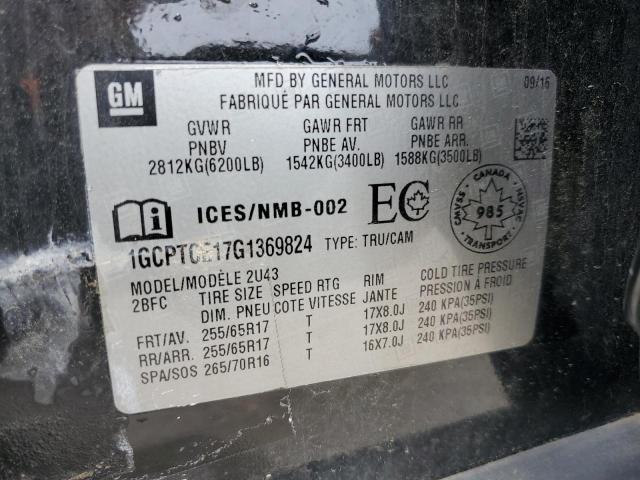 GM
MFD BY GENERAL MOTORS LLC
FABRIQUÉ PAR GENERAL MOTORS LLC
09/16
GVWR GAWR FRT GAWR RR
PNBV PNBE AV. PNBE ARR.
2812KG(6200LB) 1542KG(3400LB) 1588KG(3500LB)
ICES/NMB-002 EC
CANADA
CMVSS 985 NSVAC
TRANSPORT
TYPE: TRU/CAM
MODEL/MODÈLE 2U43
2BFC TIRE SIZE SPEED RTG RIM COLD TIRE PRESSURE
DIM. PNEU COTE VITESSE JANTE PRESSION À FROID
FRT/AV. 255/65R17 T 17X8.0J 240 KPA(35PSI)
RR/ARR. 255/65R17 T 17X8.0J 240 KPA(35PSI)
SPA/SOS 265/70R16 T 16X7.0J 240 KPA(35PSI)